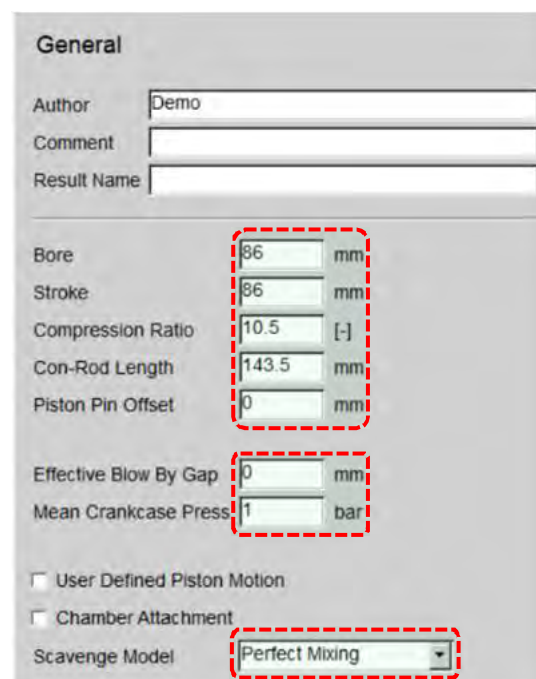 General
Author Demo
Comment
Result Name
Bore 86 mm
Stroke 86 mm
Compression Ratio 10.5 [-]
Con-Rod Length 143.5 mm
Piston Pin Offset 0 mm
Effective Blow By Gap 0 mm
Mean Crankcase Press 1 bar
User Defined Piston Motion
Chamber Attachment
Scavenge Model Perfect Mixing